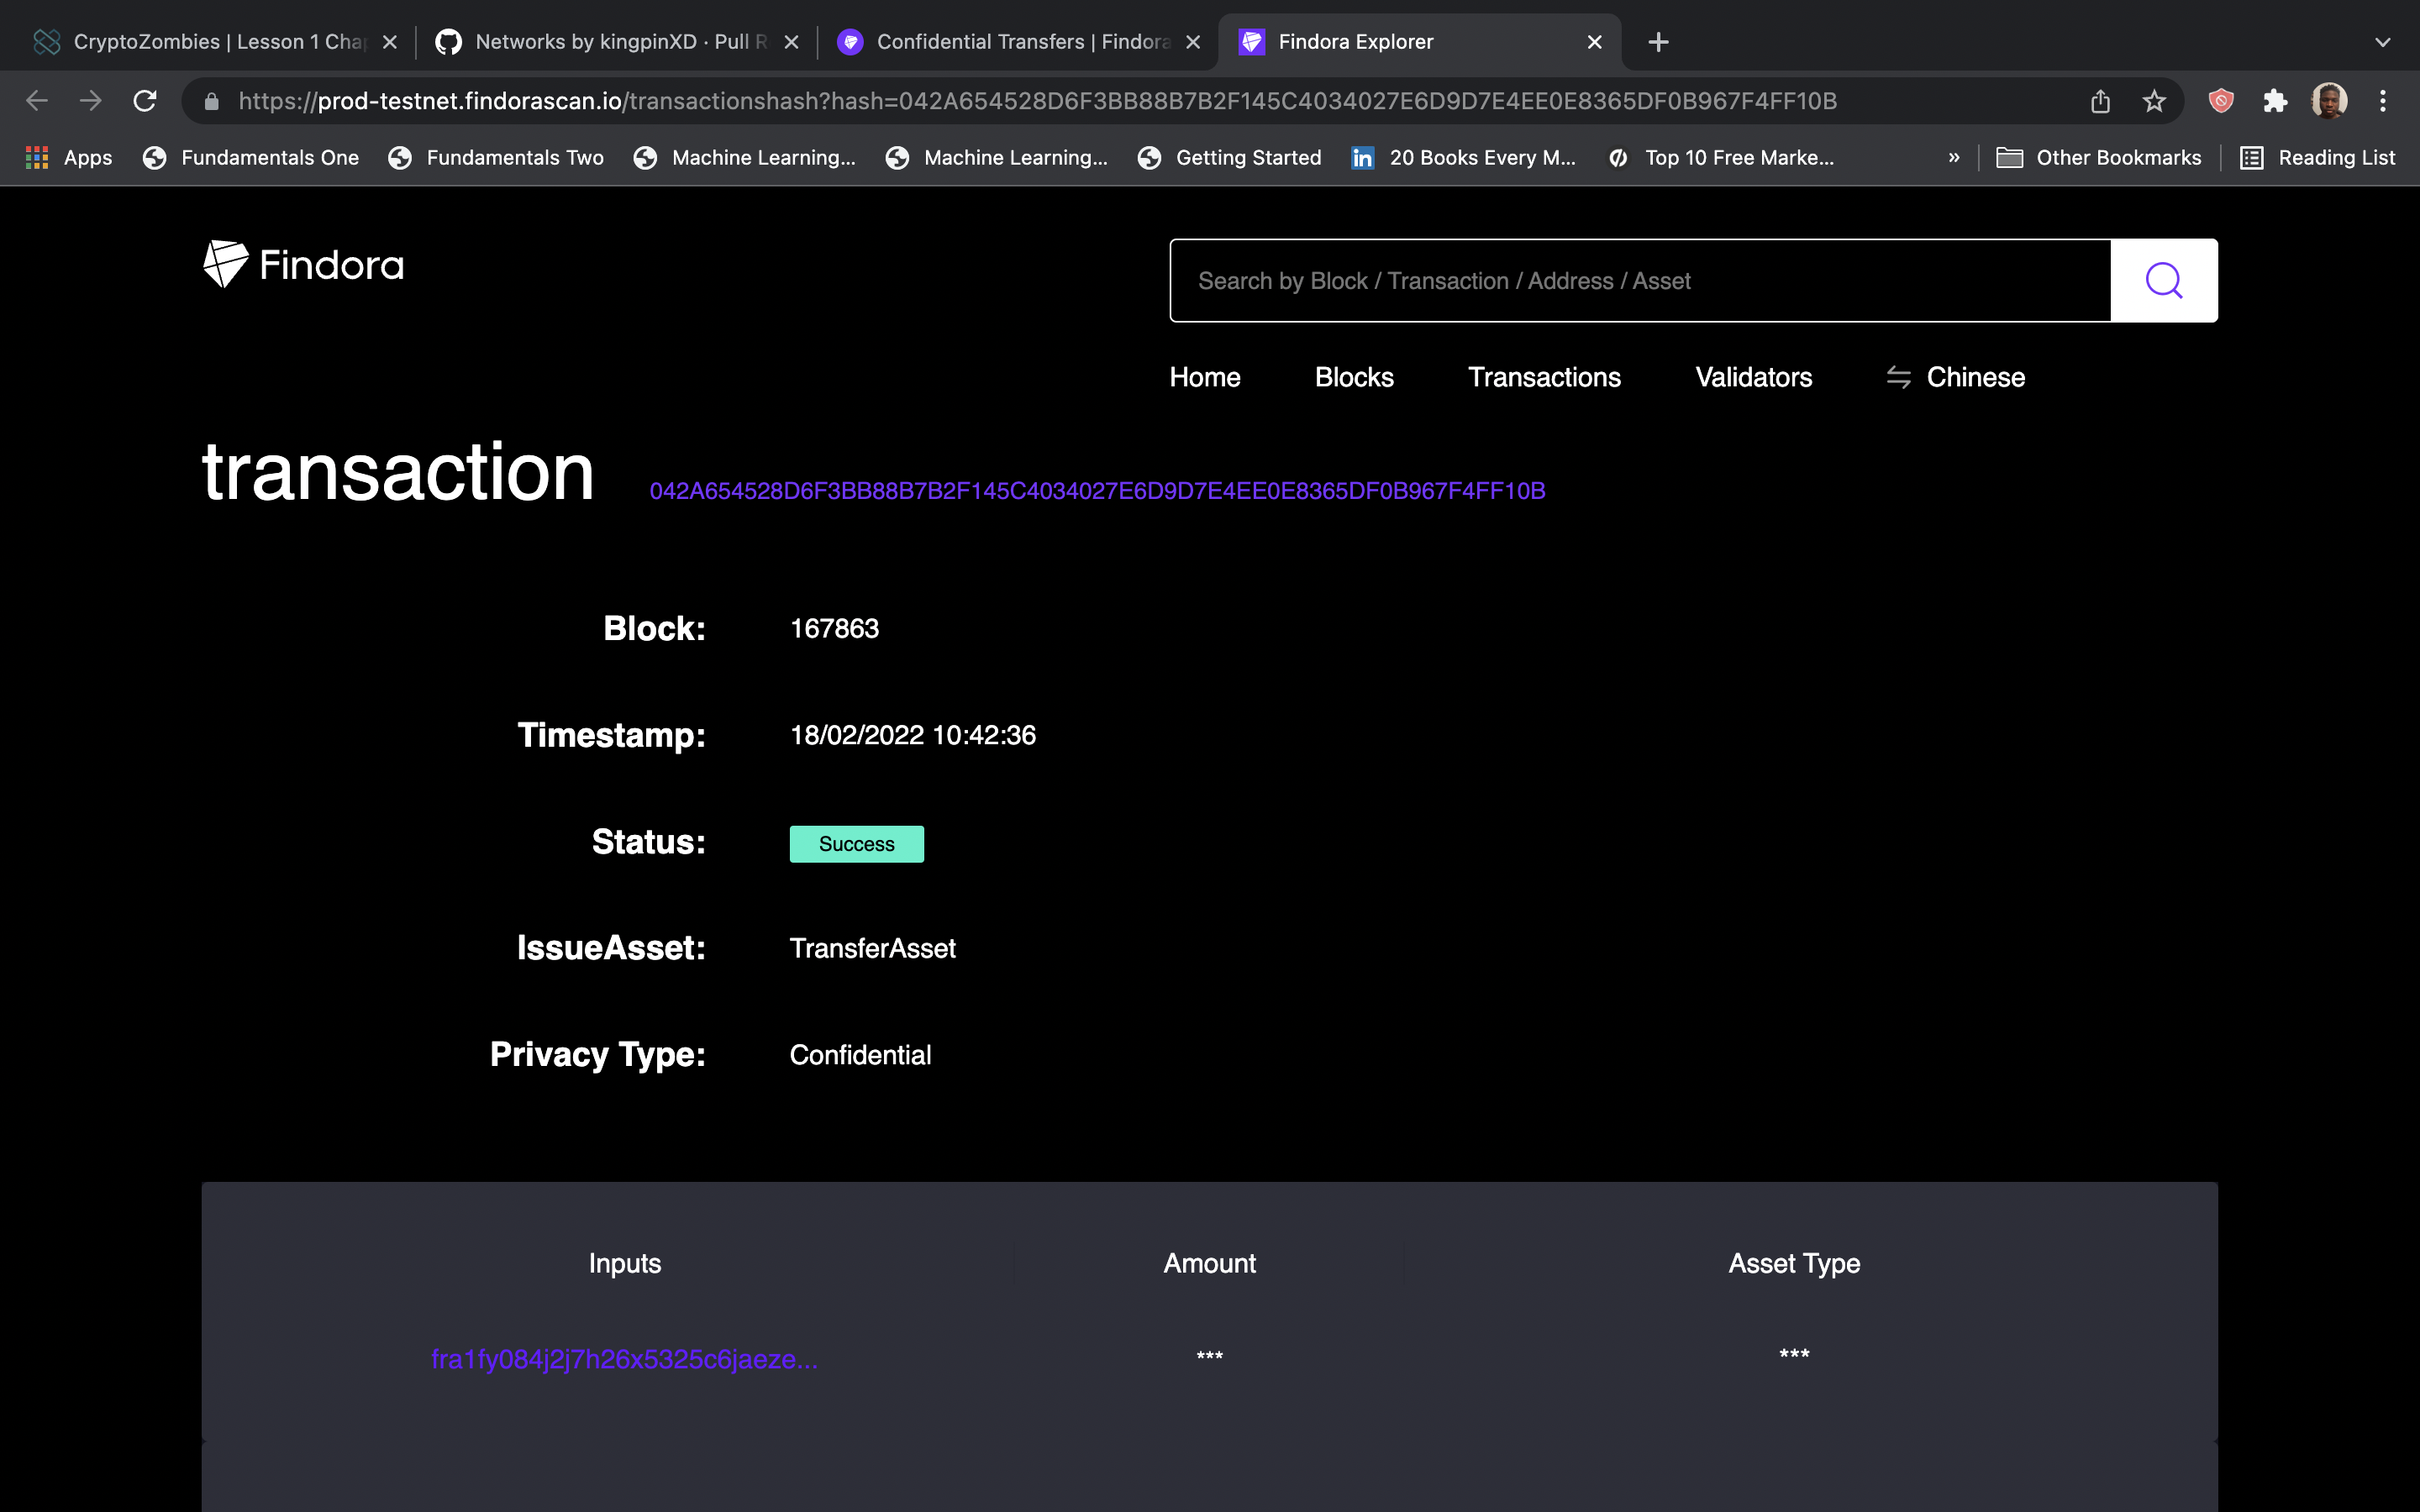 CryptoZombies | Lesson 1 Chap
Networks by kingpinXD · Pull R
Confidential Transfers | Findora
Findora Explorer
https://prod-testnet.findorascan.io/transactionshash?hash=042A654528D6F3BB88B7B2F145C4034027E6D9D7E4EE0E8365DF0B967F4FF10B
Apps
Fundamentals One
Fundamentals Two
Machine Learning...
Machine Learning...
Getting Started
20 Books Every M...
Top 10 Free Marke...
»
Other Bookmarks
Reading List
Findora
Search by Block / Transaction / Address / Asset
Home
Blocks
Transactions
Validators
Chinese
transaction
042A654528D6F3BB88B7B2F145C4034027E6D9D7E4EE0E8365DF0B967F4FF10B
Block: 167863
Timestamp: 18/02/2022 10:42:36
Status: Success
IssueAsset: TransferAsset
Privacy Type: Confidential
Inputs Amount Asset Type
fra1fy084j2j7h26x5325c6jaeze... *** ***